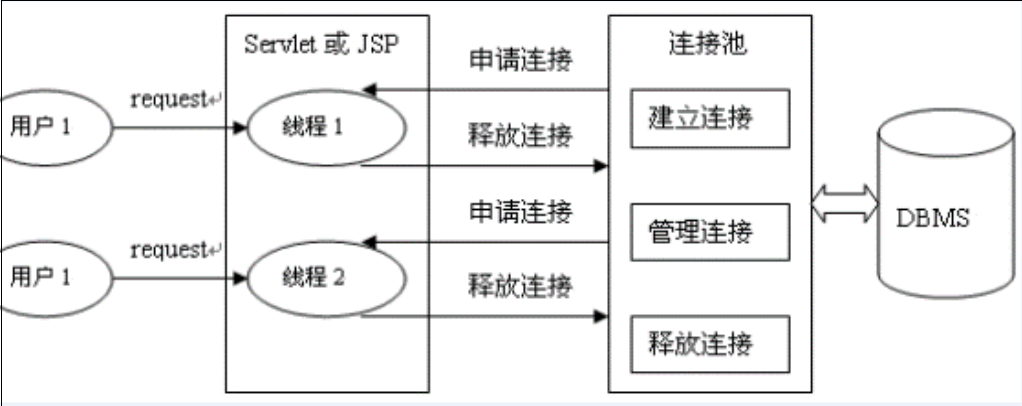 Servlet 或 JSP
连接池
申请连接
request↵
用户 1
线程 1
建立连接
释放连接
申请连接
管理连接
DBMS
request↵
用户 1
线程 2
释放连接
释放连接